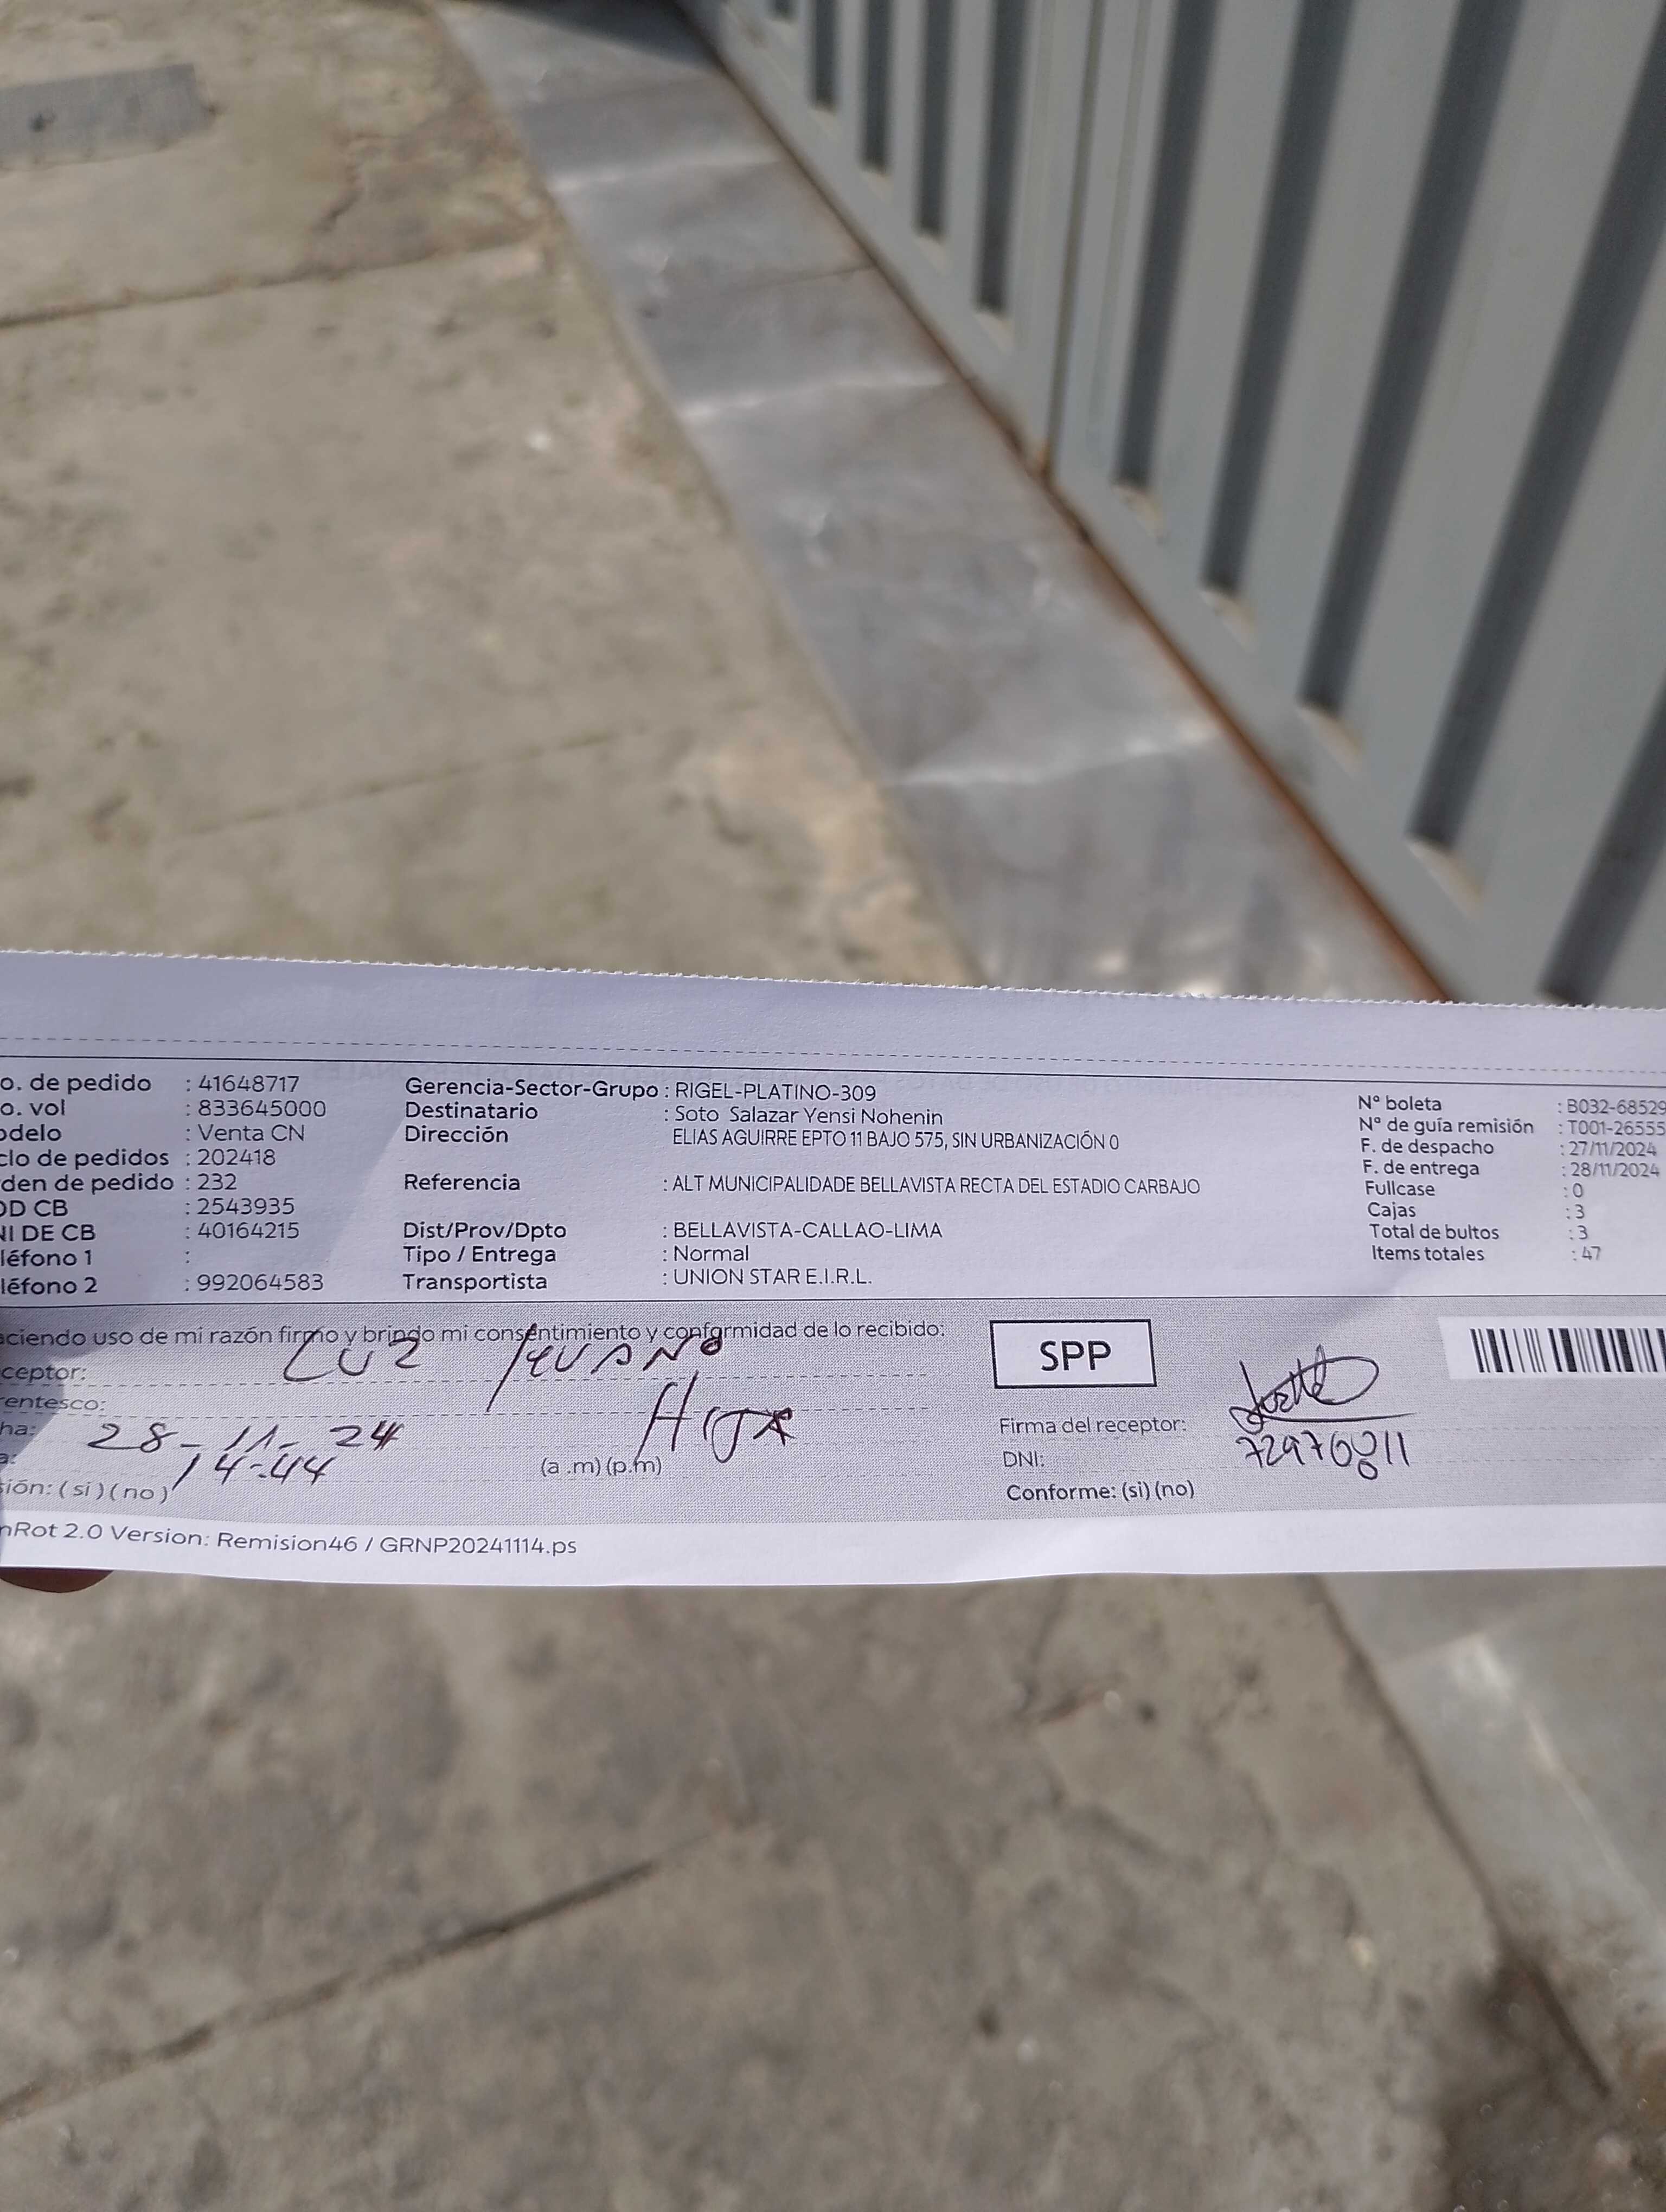 o. de pedido : 41648717
o. vol : 833645000
odelo : Venta CN
clo de pedidos : 202418
den de pedido : 232
OD CB : 2543935
NI DE CB : 40164215
léfono 1 :
léfono 2 : 992064583
Gerencia-Sector-Grupo : RIGEL-PLATINO-309
Destinatario : Soto Salazar Yensi Nohenin
Dirección ELIAS AGUIRRE EPTO 11 BAJO 575, SIN URBANIZACIÓN 0
Referencia : ALT MUNICIPALIDADE BELLAVISTA RECTA DEL ESTADIO CARBAJO
Dist/Prov/Dpto : BELLAVISTA-CALLAO-LIMA
Tipo / Entrega : Normal
Transportista : UNION STAR E.I.R.L.
N° boleta : B032-68529
N° de guía remisión : T001-26555
F. de despacho : 27/11/2024
F. de entrega : 28/11/2024
Fullcase : 0
Cajas : 3
Total de bultos : 3
Items totales : 47
aciendo uso de mi razón firmo y brindo mi consentimiento y conformidad de lo recibido:
ceptor: LUZ
entesco: HIJA
ha: 28-11-24
a: 14:44 (a .m) (p.m)
sión: ( si ) ( no )
SPP
Firma del receptor:
DNI:
Conforme: (si) (no)
nRot 2.0 Version: Remision46 / GRNP20241114.ps